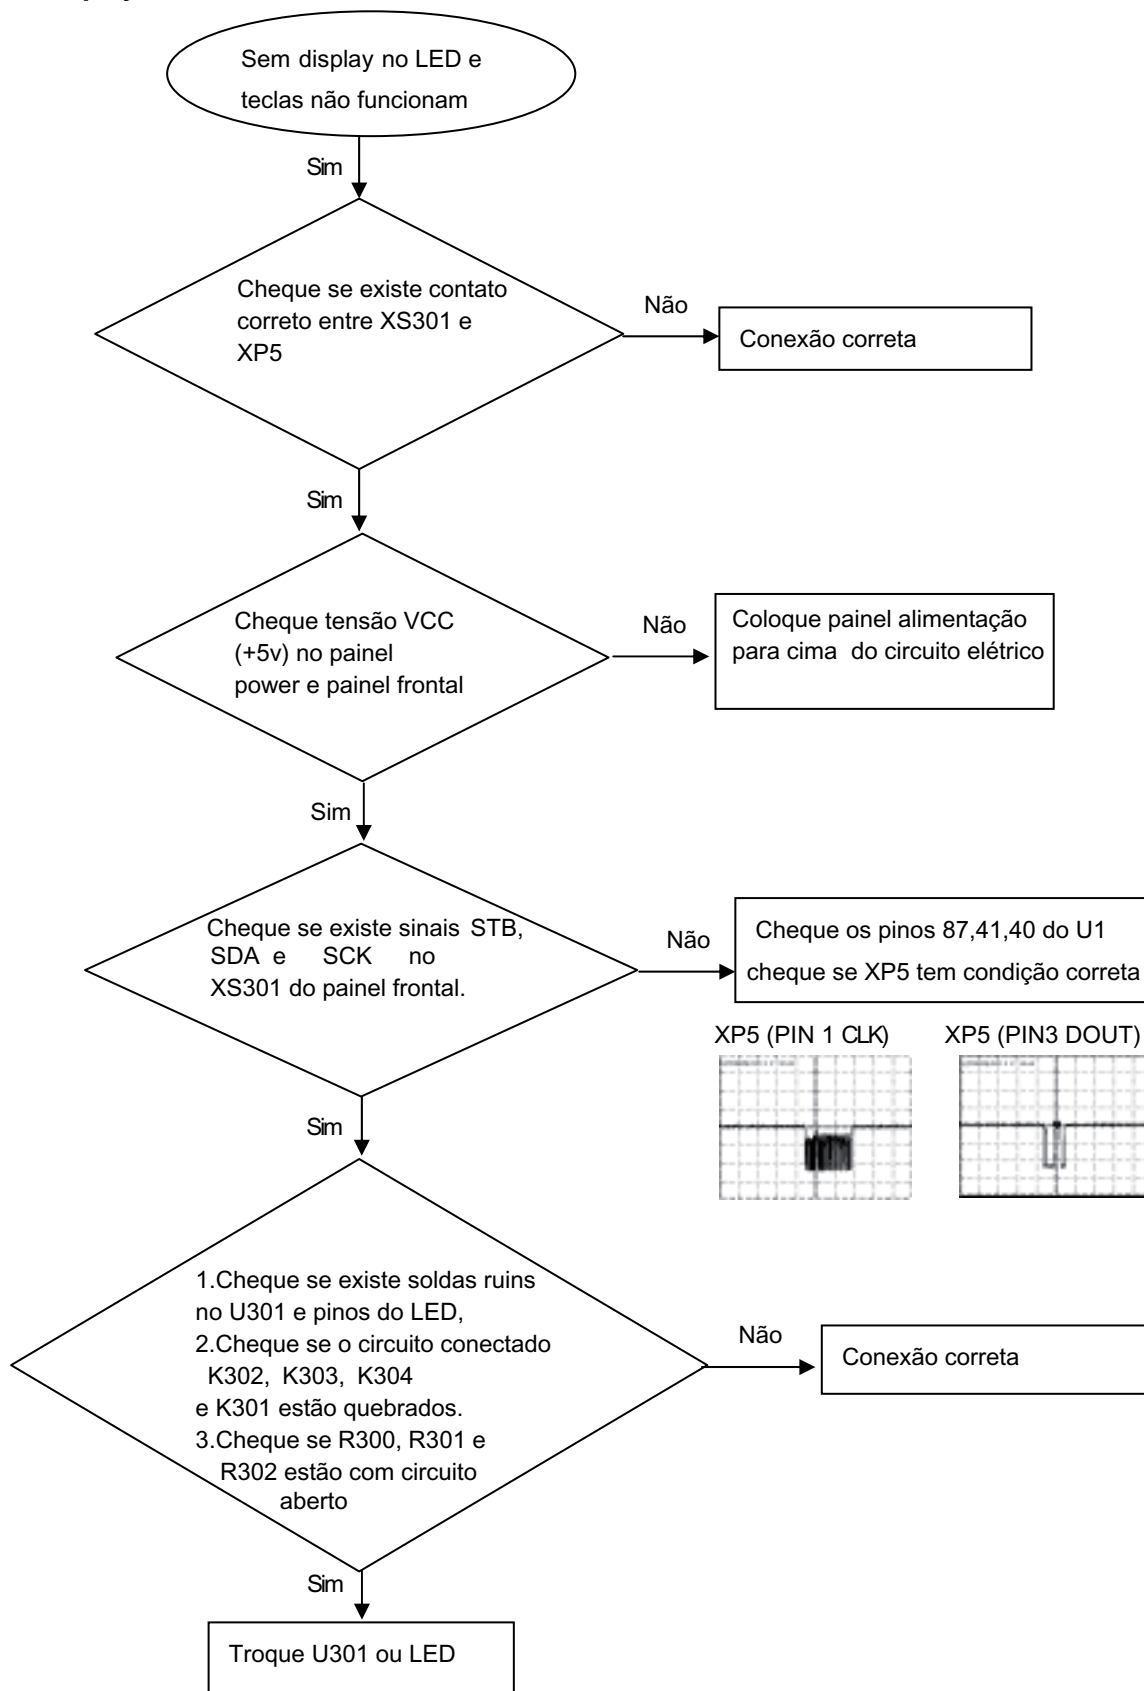 Sem display no LED e
teclas não funcionam
Sim
Cheque se existe contato
correto entre XS301 e
XP5
Não
Conexão correta
Sim
Cheque tensão VCC
(+5v) no painel
power e painel frontal
Não
Coloque painel alimentação
para cima do circuito elétrico
Sim
Cheque se existe sinais STB,
SDA e SCK no
XS301 do painel frontal.
Não
Cheque os pinos 87,41,40 do U1
cheque se XP5 tem condição correta
XP5 (PIN 1 CLK)
XP5 (PIN3 DOUT)
Sim
1.Cheque se existe soldas ruins
no U301 e pinos do LED,
2.Cheque se o circuito conectado
K302, K303, K304
e K301 estão quebrados.
3.Cheque se R300, R301 e
R302 estão com circuito
aberto
Não
Conexão correta
Sim
Troque U301 ou LED